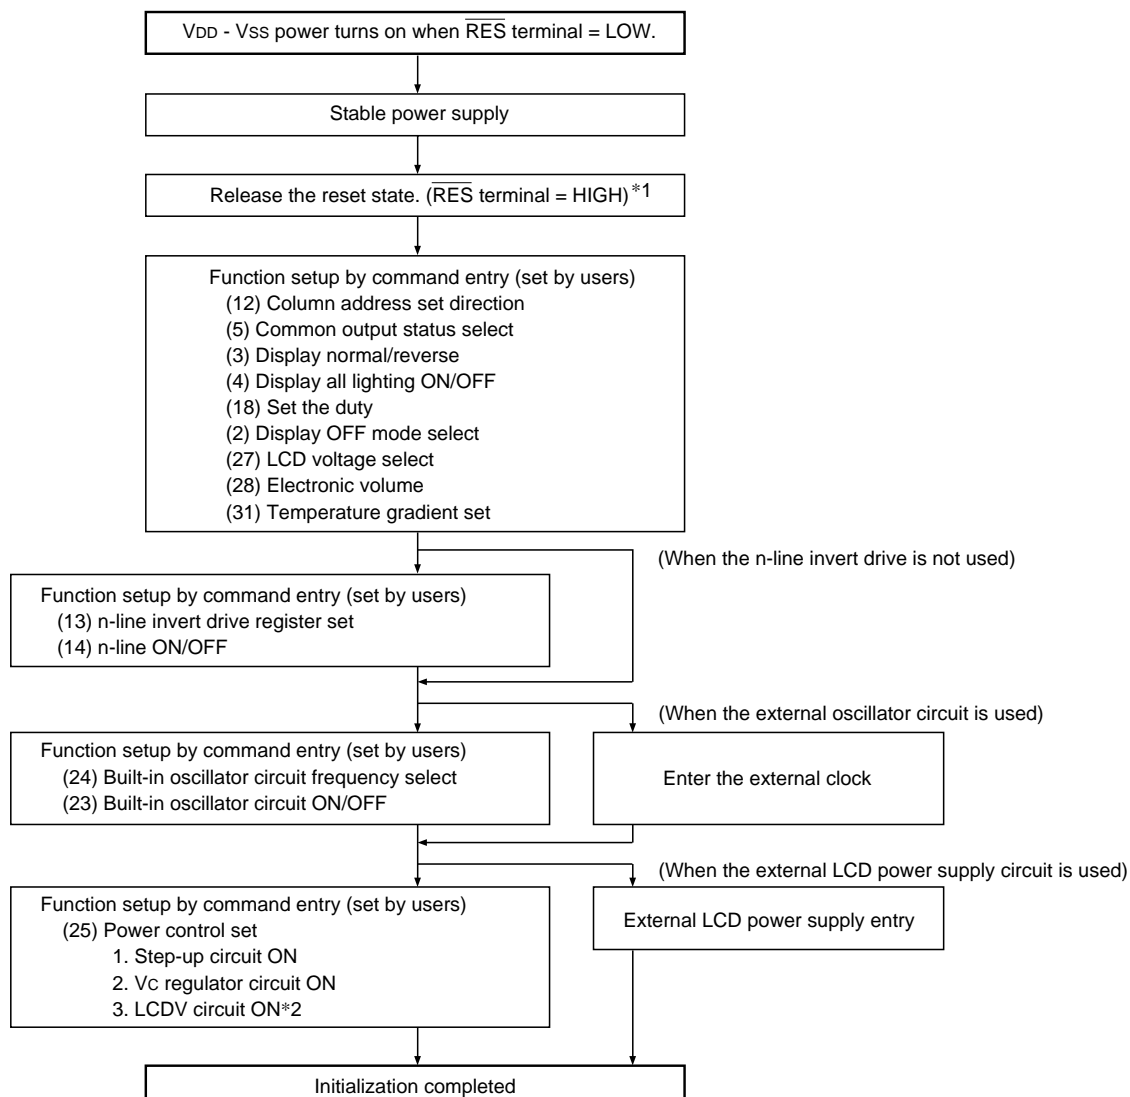 VDD - VSS power turns on when RES terminal = LOW.
Stable power supply
Release the reset state. (RES terminal = HIGH)*1
Function setup by command entry (set by users)
(12) Column address set direction
(5) Common output status select
(3) Display normal/reverse
(4) Display all lighting ON/OFF
(18) Set the duty
(2) Display OFF mode select
(27) LCD voltage select
(28) Electronic volume
(31) Temperature gradient set
(When the n-line invert drive is not used)
Function setup by command entry (set by users)
(13) n-line invert drive register set
(14) n-line ON/OFF
(When the external oscillator circuit is used)
Function setup by command entry (set by users)
(24) Built-in oscillator circuit frequency select
(23) Built-in oscillator circuit ON/OFF
Enter the external clock
(When the external LCD power supply circuit is used)
Function setup by command entry (set by users)
(25) Power control set
1. Step-up circuit ON
2. VC regulator circuit ON
3. LCDV circuit ON*2
External LCD power supply entry
Initialization completed